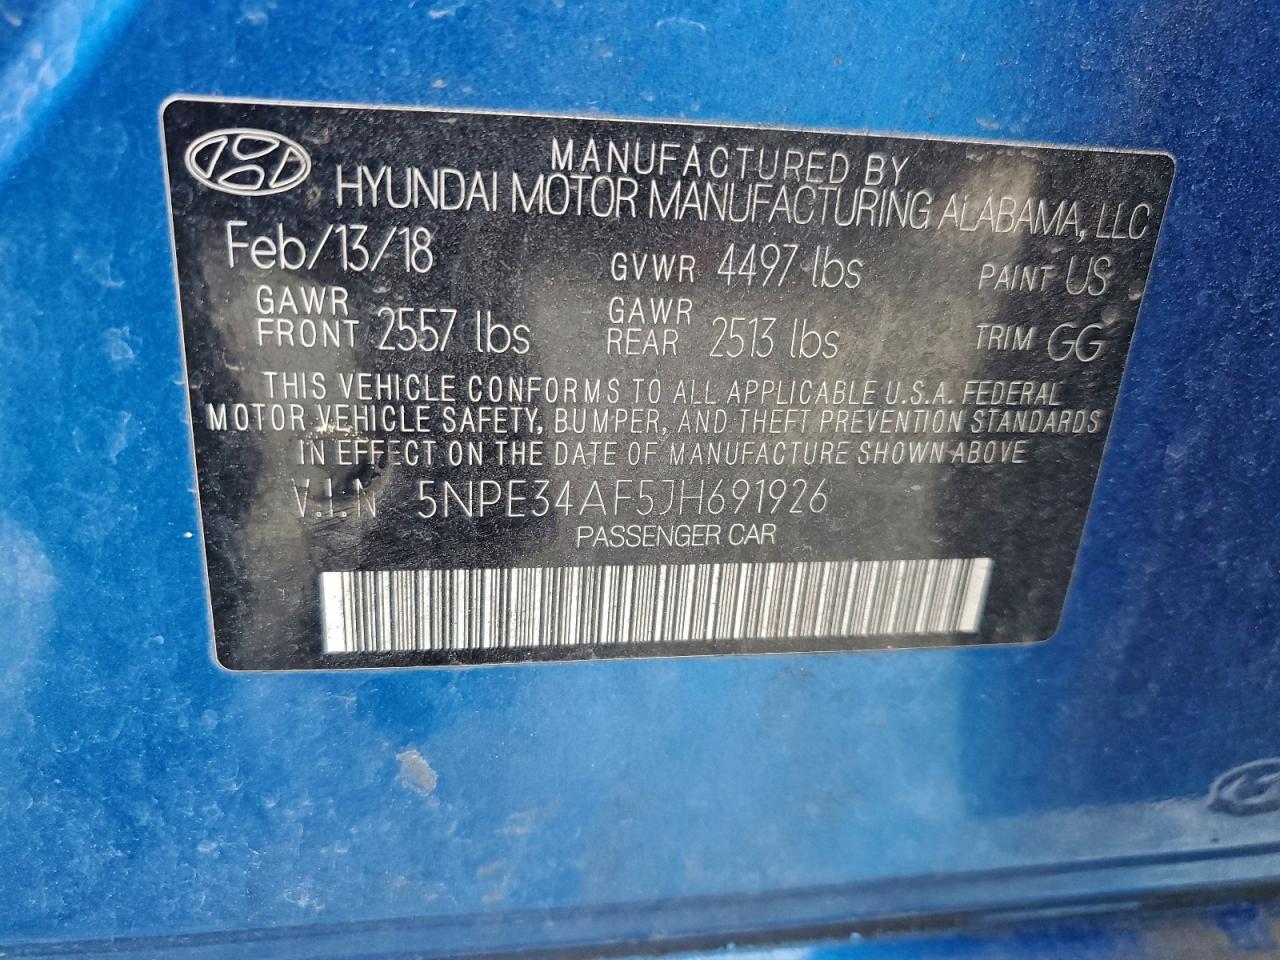 MANUFACTURED BY
HYUNDAI MOTOR MANUFACTURING ALABAMA, LLC
Feb/13/18 GVWR 4497 lbs PAINT US
GAWR FRONT 2557 lbs GAWR REAR 2513 lbs TRIM GG
THIS VEHICLE CONFORMS TO ALL APPLICABLE U.S.A. FEDERAL
MOTOR VEHICLE SAFETY, BUMPER, AND THEFT PREVENTION STANDARDS
IN EFFECT ON THE DATE OF MANUFACTURE SHOWN ABOVE
V.I.N 5NPE34AF5JH691926
PASSENGER CAR